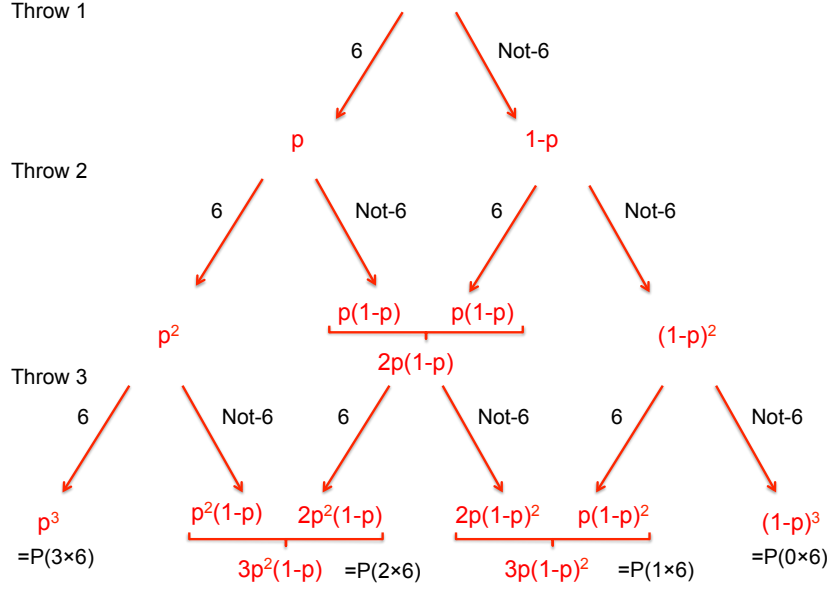 Throw 1
6 Not-6
p 1-p
Throw 2
6 Not-6 6 Not-6
p(1-p) p(1-p)
p² (1-p)²
2p(1-p)
Throw 3
6 Not-6 6 Not-6 6 Not-6
p³ p²(1-p) 2p²(1-p) 2p(1-p)² p(1-p)² (1-p)³
=P(3×6) =P(0×6)
3p²(1-p) =P(2×6) 3p(1-p)² =P(1×6)